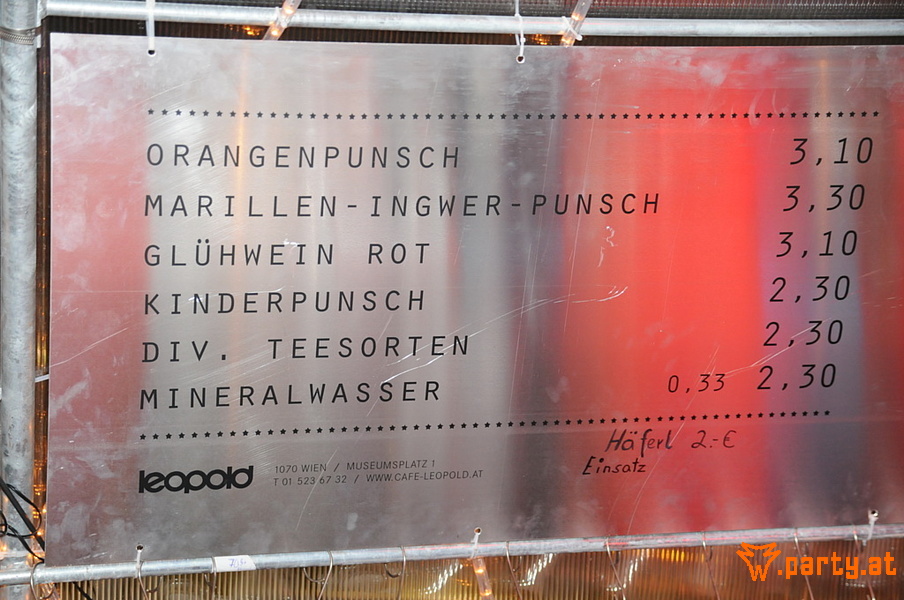 ORANGENPUNSCH 3,10
MARILLEN-INGWER-PUNSCH 3,30
GLÜHWEIN ROT 3,10
KINDERPUNSCH 2,30
DIV. TEESORTEN 2,30
MINERALWASSER 0,33 2,30
Häferl 2.-€
Einsatz
leopold
1070 WIEN / MUSEUMSPLATZ 1
T 01 523 67 32 / WWW.CAFE-LEOPOLD.AT
.party.at